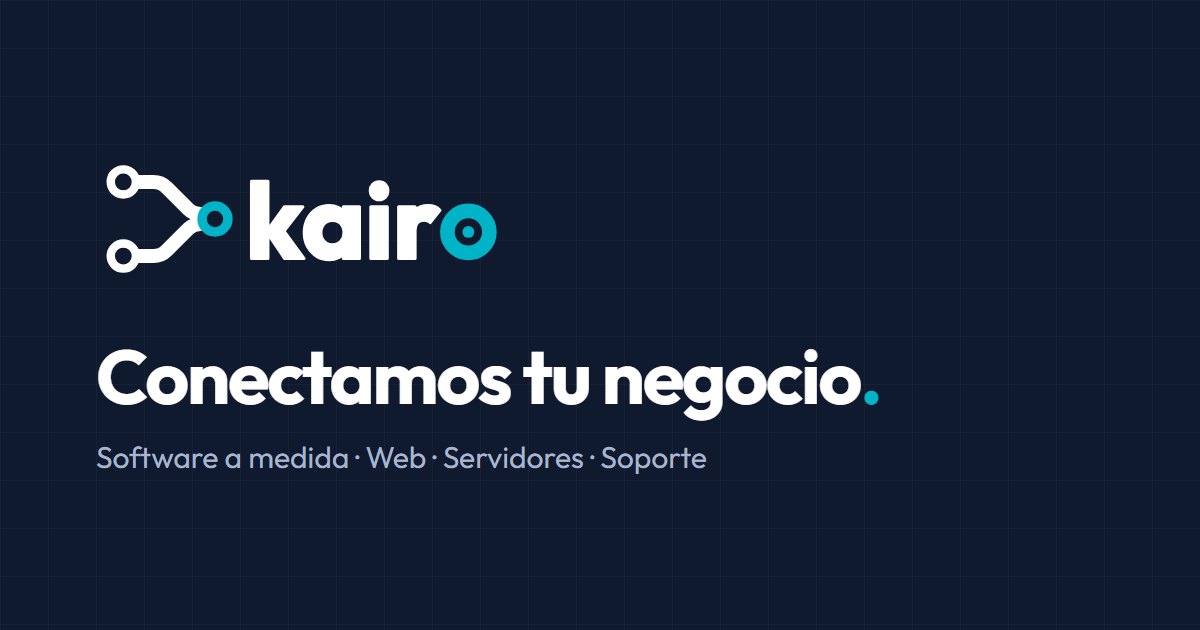 kairo
Conectamos tu negocio.
Software a medida · Web · Servidores · Soporte